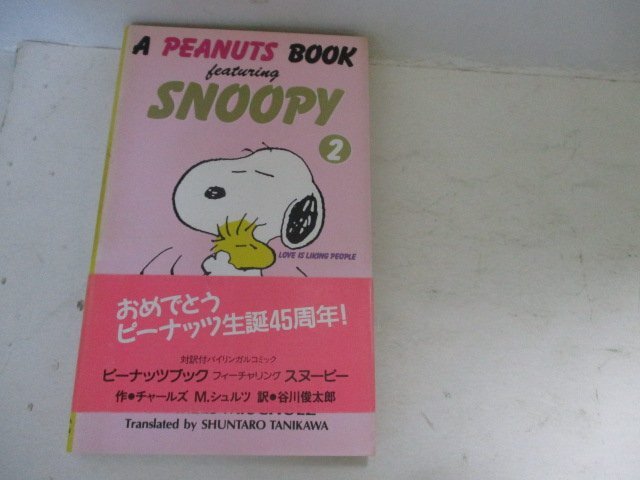 A PEANUTS BOOK
featuring
SNOOPY
2
LOVE IS LIKING PEOPLE
おめでとう
ピーナッツ生誕45周年!
対訳付バイリンガルコミック
ピーナッツブック フィーチャリング スヌーピー
作●チャールズ M.シュルツ 訳●谷川俊太郎
Translated by SHUNTARO TANIKAWA